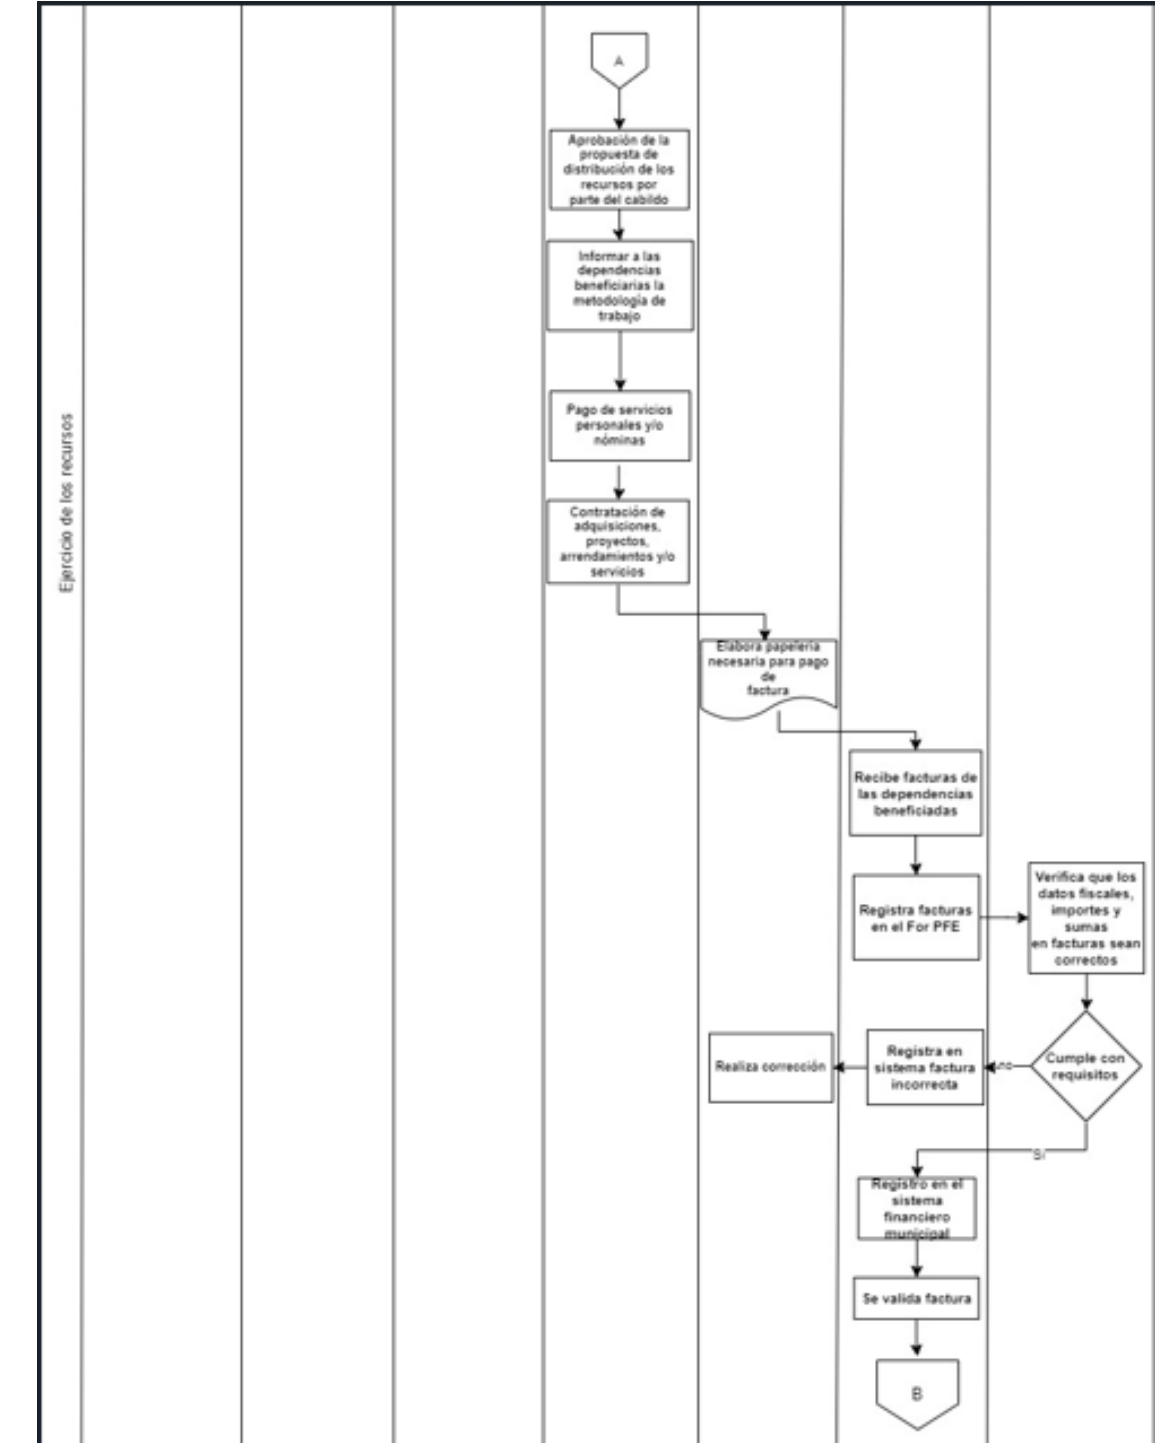 Ejercicio de los recursos
A
Aprobación de la
propuesta de
distribución de los
recursos por
parte del cabildo
Informar a las
dependencias
beneficiarias la
metodología de
trabajo
Pago de servicios
personales y/o
nóminas
Contratación de
adquisiciones,
proyectos,
arrendamientos y/o
servicios
Elabora papelería
necesaria para pago
de
factura
Recibe facturas de
las dependencias
beneficiadas
Registra facturas
en el For PFE
Verifica que los
datos fiscales,
importes y
sumas
en facturas sean
correctos
Cumple con
requisitos
no
Registra en
sistema factura
incorrecta
Realiza corrección
Sí
Registro en el
sistema
financiero
municipal
Se valida factura
B